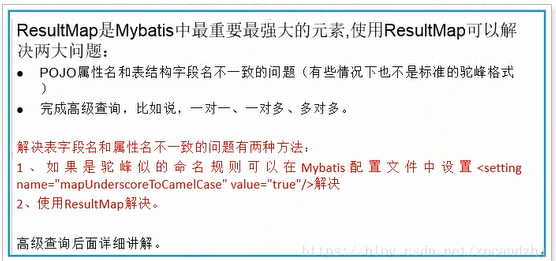 ResultMap是Mybatis中最重要最强大的元素,使用ResultMap可以解
决两大问题：
● POJO属性名和表结构字段名不一致的问题（有些情况下也不是标准的驼峰格式
）
● 完成高级查询，比如说，一对一、一对多、多对多。
解决表字段名和属性名不一致的问题有两种方法：
1、如果是驼峰似的命名规则可以在Mybatis配置文件中设置<setting
name="mapUnderscoreToCamelCase" value="true"/>解决
2、使用ResultMap解决。
高级查询后面详细讲解。
https://blog.csdn.net/zpcandzhj